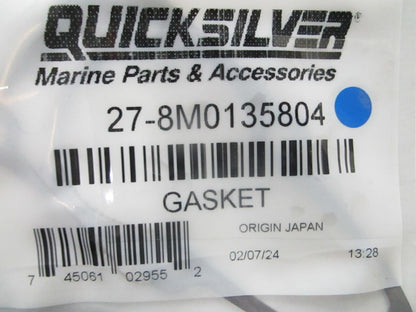 QUICKSILVER
Marine Parts & Accessories
27-8M0135804
GASKET
ORIGIN JAPAN
7 45061 02955 2
02/07/24 13:28